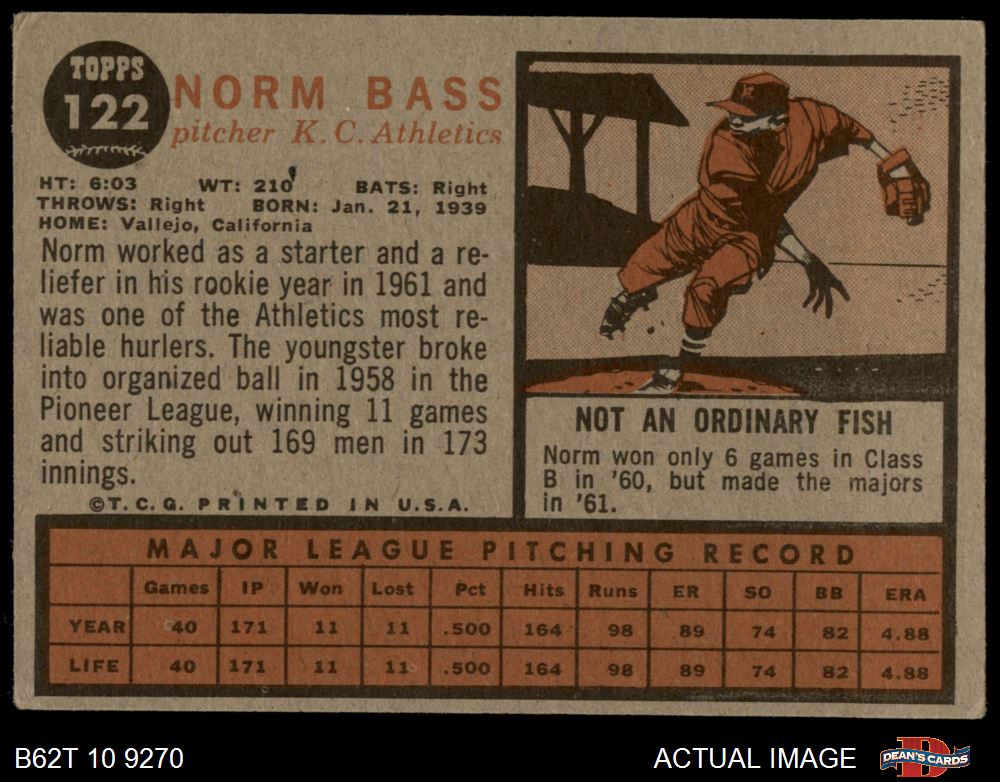 TOPPS
122
NORM BASS
pitcher K. C. Athletics
HT: 6:03 WT: 210 BATS: Right
THROWS: Right BORN: Jan. 21, 1939
HOME: Vallejo, California
Norm worked as a starter and a re-
liefer in his rookie year in 1961 and
was one of the Athletics most re-
liable hurlers. The youngster broke
into organized ball in 1958 in the
Pioneer League, winning 11 games
and striking out 169 men in 173
innings.
©T. C. G. PRINTED IN U.S.A.
NOT AN ORDINARY FISH
Norm won only 6 games in Class
B in '60, but made the majors
in '61.
MAJOR LEAGUE PITCHING RECORD
Games IP Won Lost Pct Hits Runs ER SO BB ERA
YEAR 40 171 11 11 .500 164 98 89 74 82 4.88
LIFE 40 171 11 11 .500 164 98 89 74 82 4.88
B62T 10 9270
ACTUAL IMAGE
DEAN'S CARDS